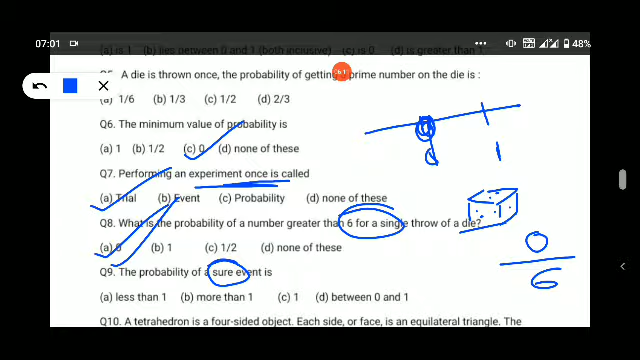 07:01
48%
(a) is 1 (b) lies between 0 and 1 (both inclusive) (c) is 0 (d) is greater than 1
Q5. A die is thrown once, the probability of getting prime number on the die is :
(a) 1/6 (b) 1/3 (c) 1/2 (d) 2/3
Q6. The minimum value of probability is
(a) 1 (b) 1/2 (c) 0 (d) none of these
Q7. Performing an experiment once is called
(a) Trial (b) Event (c) Probability (d) none of these
Q8. What is the probability of a number greater than 6 for a single throw of a die?
(a) 0 (b) 1 (c) 1/2 (d) none of these
Q9. The probability of a sure event is
(a) less than 1 (b) more than 1 (c) 1 (d) between 0 and 1
Q10. A tetrahedron is a four-sided object. Each side, or face, is an equilateral triangle. The
1
0
6